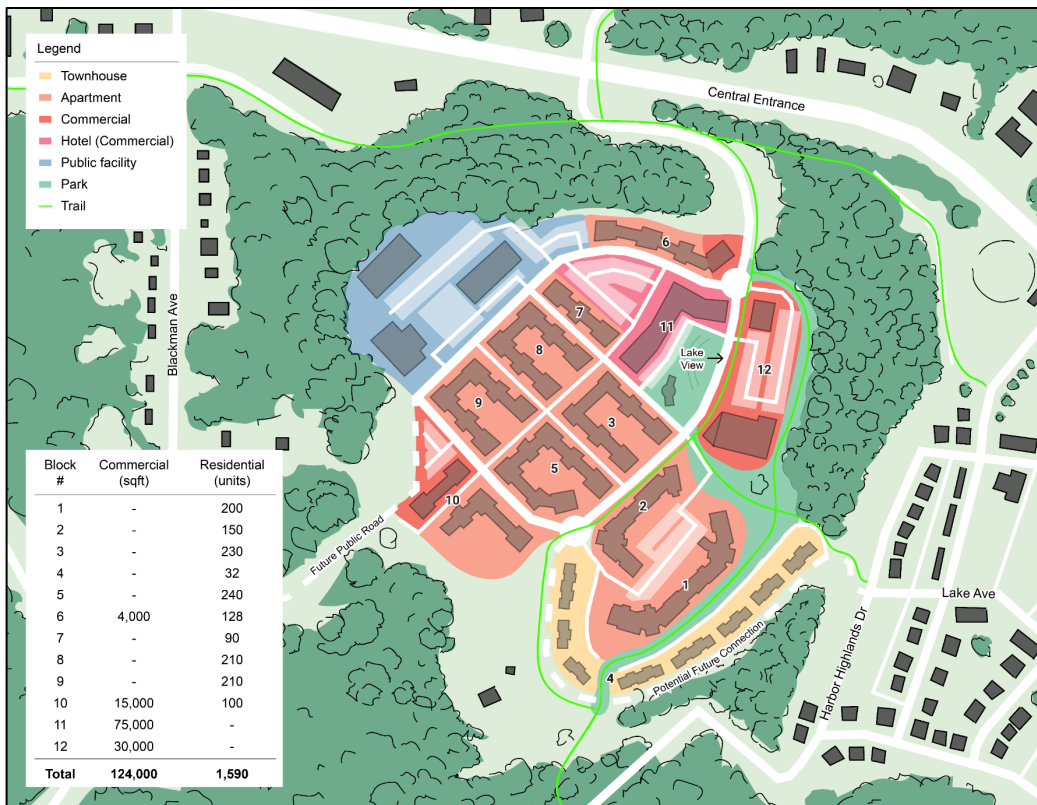 Legend
Townhouse
Apartment
Commercial
Hotel (Commercial)
Public facility
Park
Trail
Central Entrance
Blackman Ave
6
7
11
Lake
View
8
12
9
3
5
10
2
Future Public Road
1
Lake Ave
4
Potential Future Connection
Harbor Highlands Dr
Block # Commercial (sqft) Residential (units)
1 - 200
2 - 150
3 - 230
4 - 32
5 - 240
6 4,000 128
7 - 90
8 - 210
9 - 210
10 15,000 100
11 75,000 -
12 30,000 -
Total 124,000 1,590